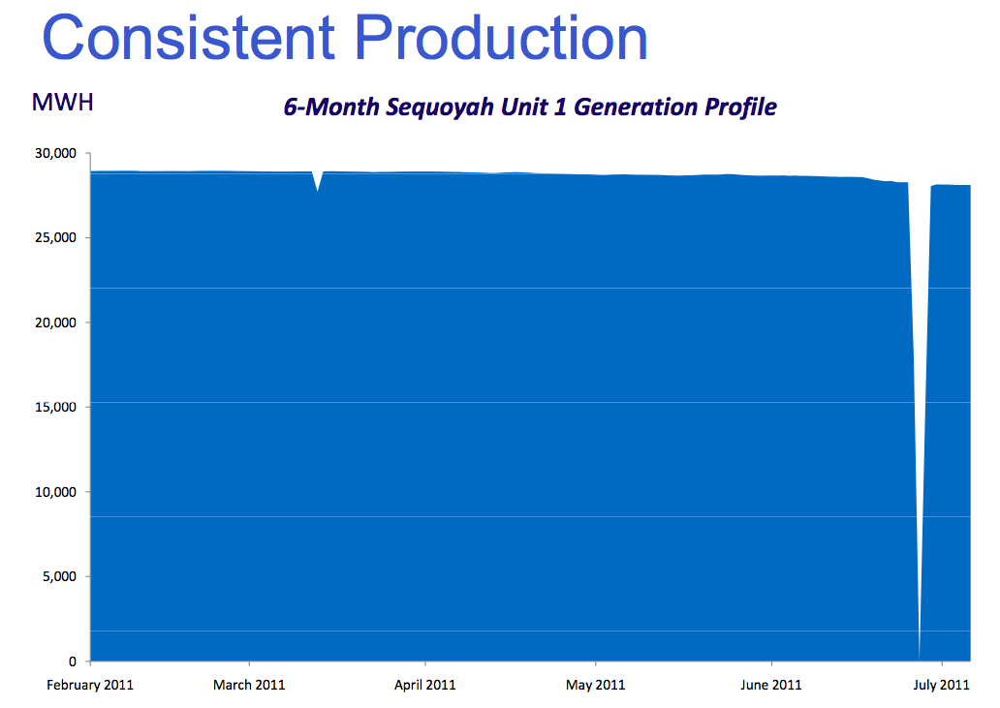 Consistent Production
MWH
6-Month Sequoyah Unit 1 Generation Profile
30,000
25,000
20,000
15,000
10,000
5,000
0
February 2011 March 2011 April 2011 May 2011 June 2011 July 2011